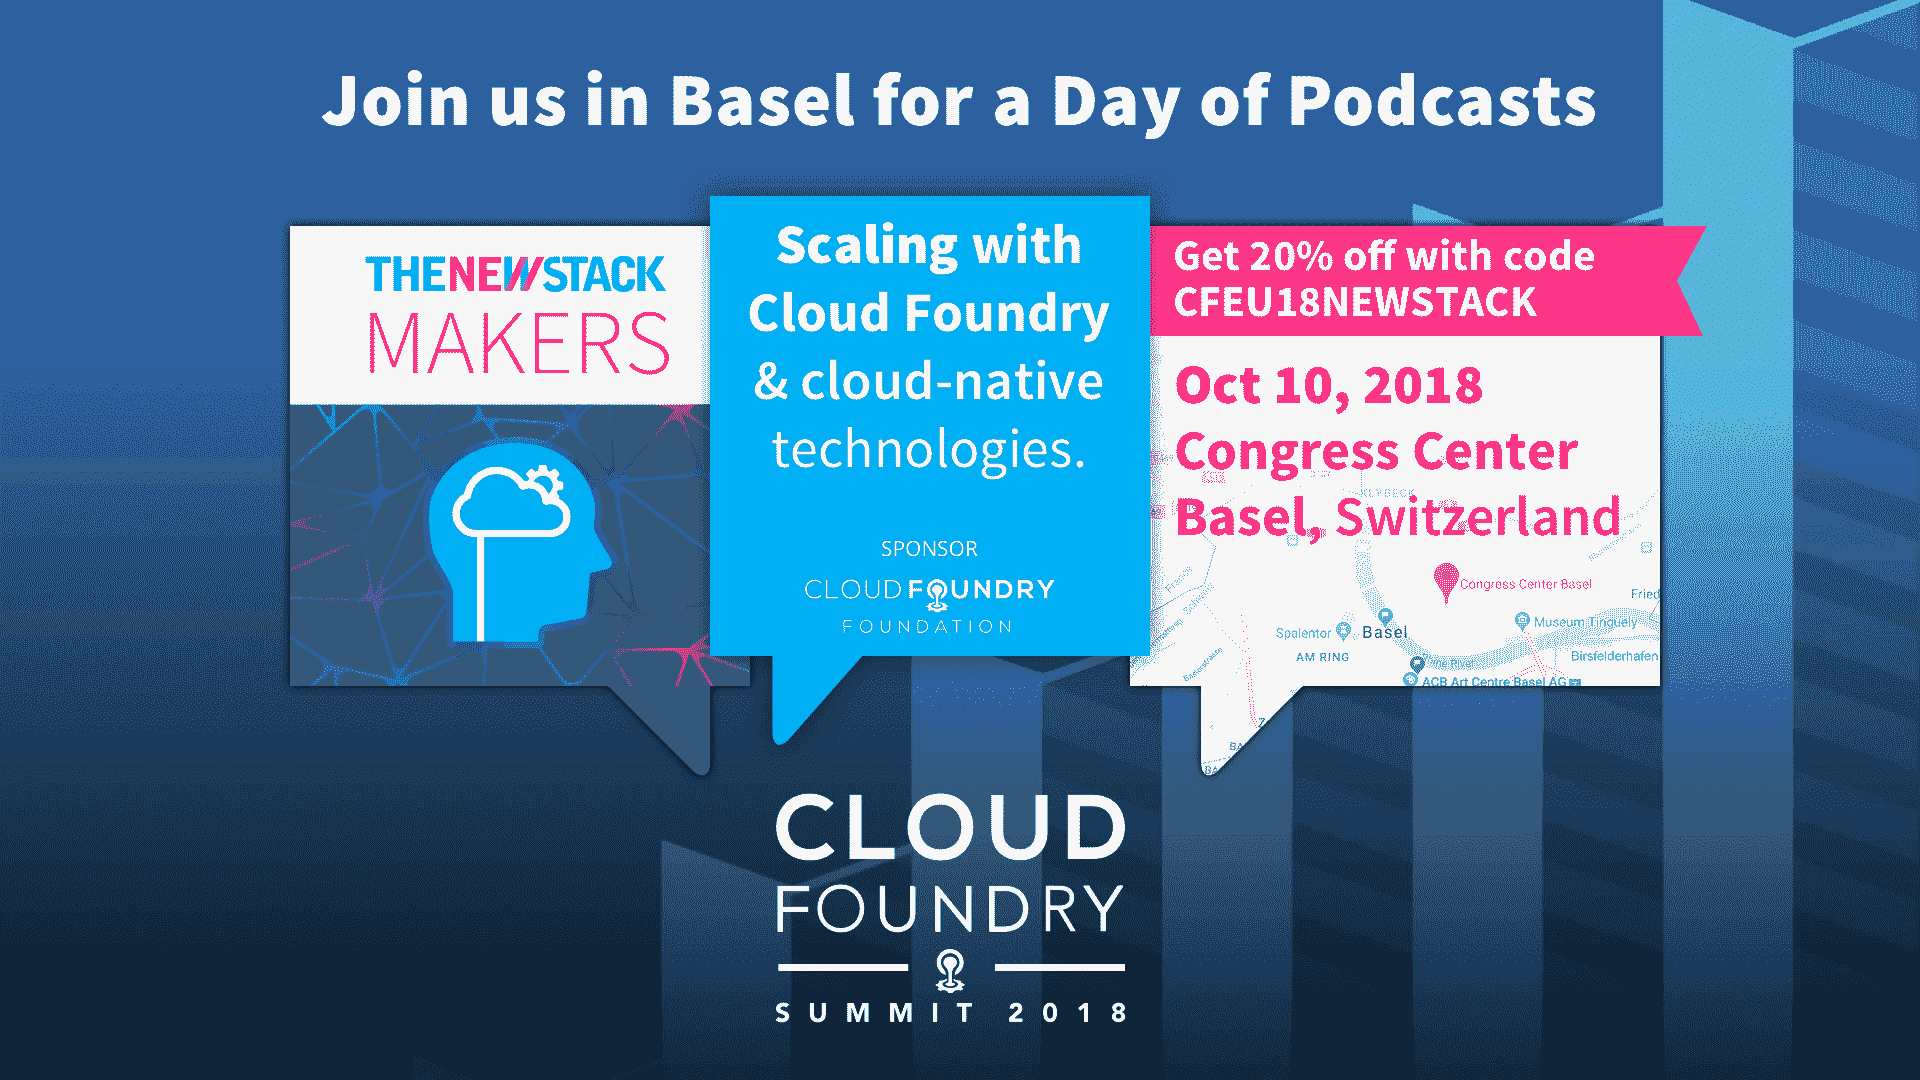 Join us in Basel for a Day of Podcasts
THENEWSTACK
MAKERS
Scaling with
Cloud Foundry
& cloud-native
technologies.
SPONSOR
CLOUD FOUNDRY
FOUNDATION
Get 20% off with code
CFEU18NEWSTACK
Oct 10, 2018
Congress Center
Basel, Switzerland
KLYBECK
Congress Center Basel
Fried
Museum Tinguely
Spalentor
Basel
AM RING
Birsfelderhafen
ACB Art Centre Basel AG
CLOUD
FOUNDRY
SUMMIT 2018